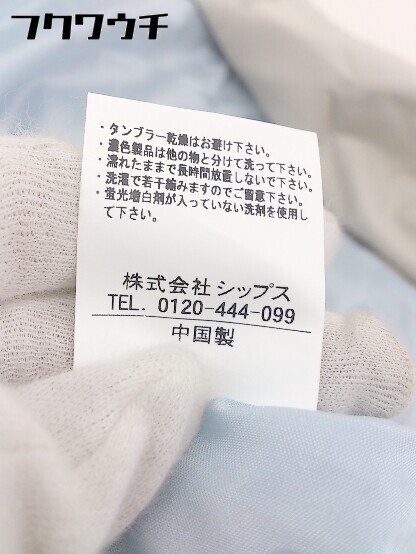 フクワウチ
・タンブラー乾燥はお避け下さい。
・濃色製品は他の物と分けて洗って下さい。
・濡れたままで長時間放置しないで下さい。
・洗濯で若干縮みますのでご留意下さい。
・蛍光増白剤が入っていない洗剤を使用し
て下さい。
株式会社シップス
TEL. 0120-444-099
中国製